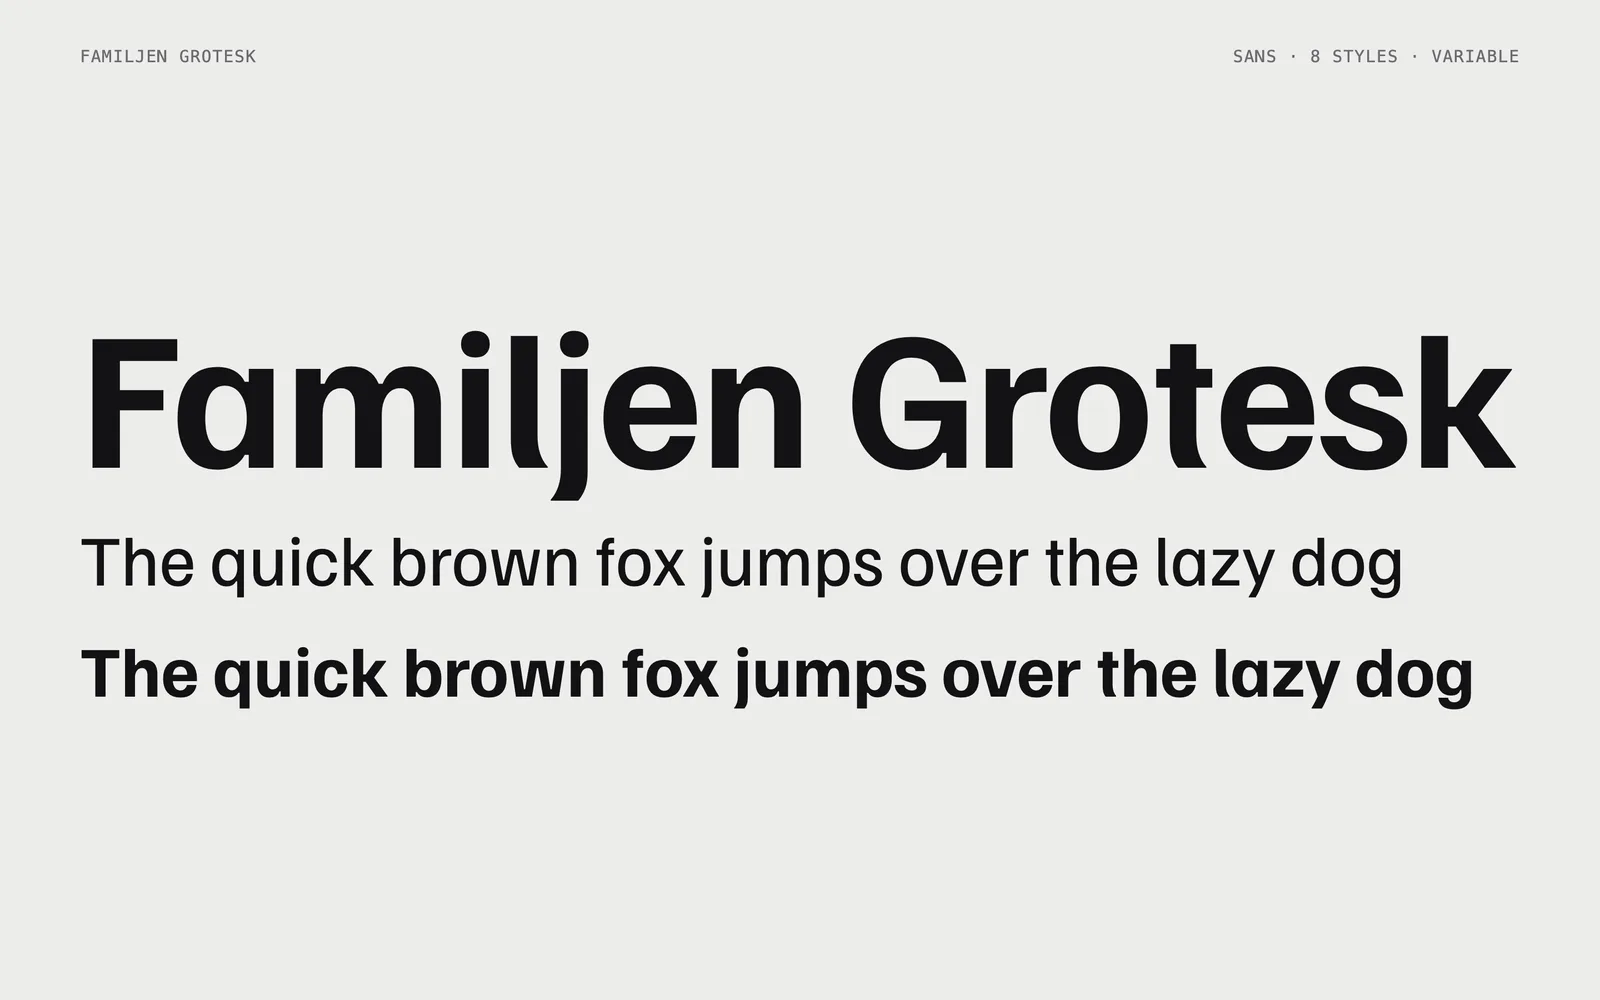 FAMILJEN GROTESK
SANS · 8 STYLES · VARIABLE
Familjen Grotesk
The quick brown fox jumps over the lazy dog
The quick brown fox jumps over the lazy dog